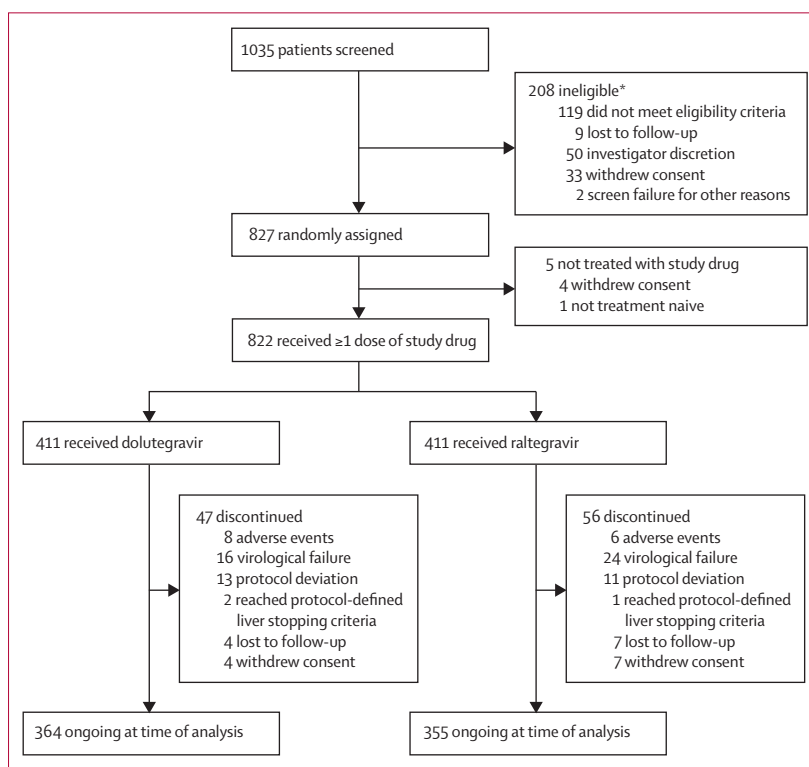 1035 patients screened
208 ineligible*
119 did not meet eligibility criteria
9 lost to follow-up
50 investigator discretion
33 withdrew consent
2 screen failure for other reasons
827 randomly assigned
5 not treated with study drug
4 withdrew consent
1 not treatment naive
822 received ≥1 dose of study drug
411 received dolutegravir
411 received raltegravir
47 discontinued
8 adverse events
16 virological failure
13 protocol deviation
2 reached protocol-defined
liver stopping criteria
4 lost to follow-up
4 withdrew consent
56 discontinued
6 adverse events
24 virological failure
11 protocol deviation
1 reached protocol-defined
liver stopping criteria
7 lost to follow-up
7 withdrew consent
364 ongoing at time of analysis
355 ongoing at time of analysis